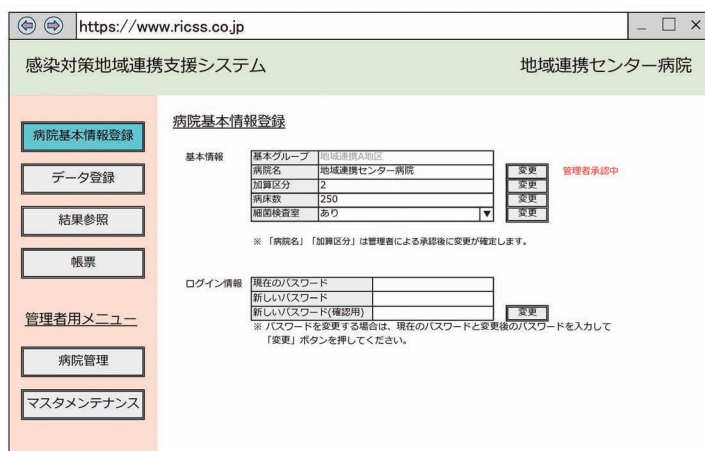 https://www.ricss.co.jp
感染対策地域連携支援システム
地域連携センター病院
病院基本情報登録
データ登録
結果参照
帳票
管理者用メニュー
病院管理
マスタメンテナンス
病院基本情報登録
基本情報
基本グループ 地域連携A地区
病院名 地域連携センター病院 変更 管理者承認中
加算区分 2 変更
病床数 250 変更
細菌検査室 あり ▼ 変更
※ 「病院名」「加算区分」は管理者による承認後に変更が確定します。
ログイン情報
現在のパスワード
新しいパスワード
新しいパスワード(確認用) 変更
※ パスワードを変更する場合は、現在のパスワードと変更後のパスワードを入力して
「変更」ボタンを押してください。